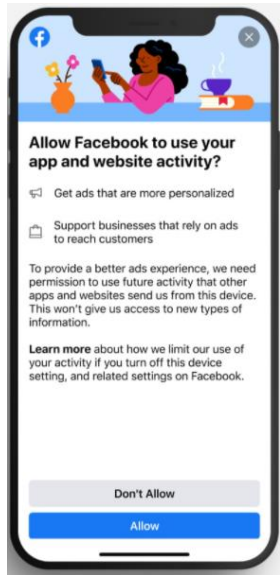 Allow Facebook to use your
app and website activity?
Get ads that are more personalized
Support businesses that rely on ads
to reach customers
To provide a better ads experience, we need
permission to use future activity that other
apps and websites send us from this device.
This won't give us access to new types of
information.
Learn more about how we limit our use of
your activity if you turn off this device
setting, and related settings on Facebook.
Don't Allow
Allow